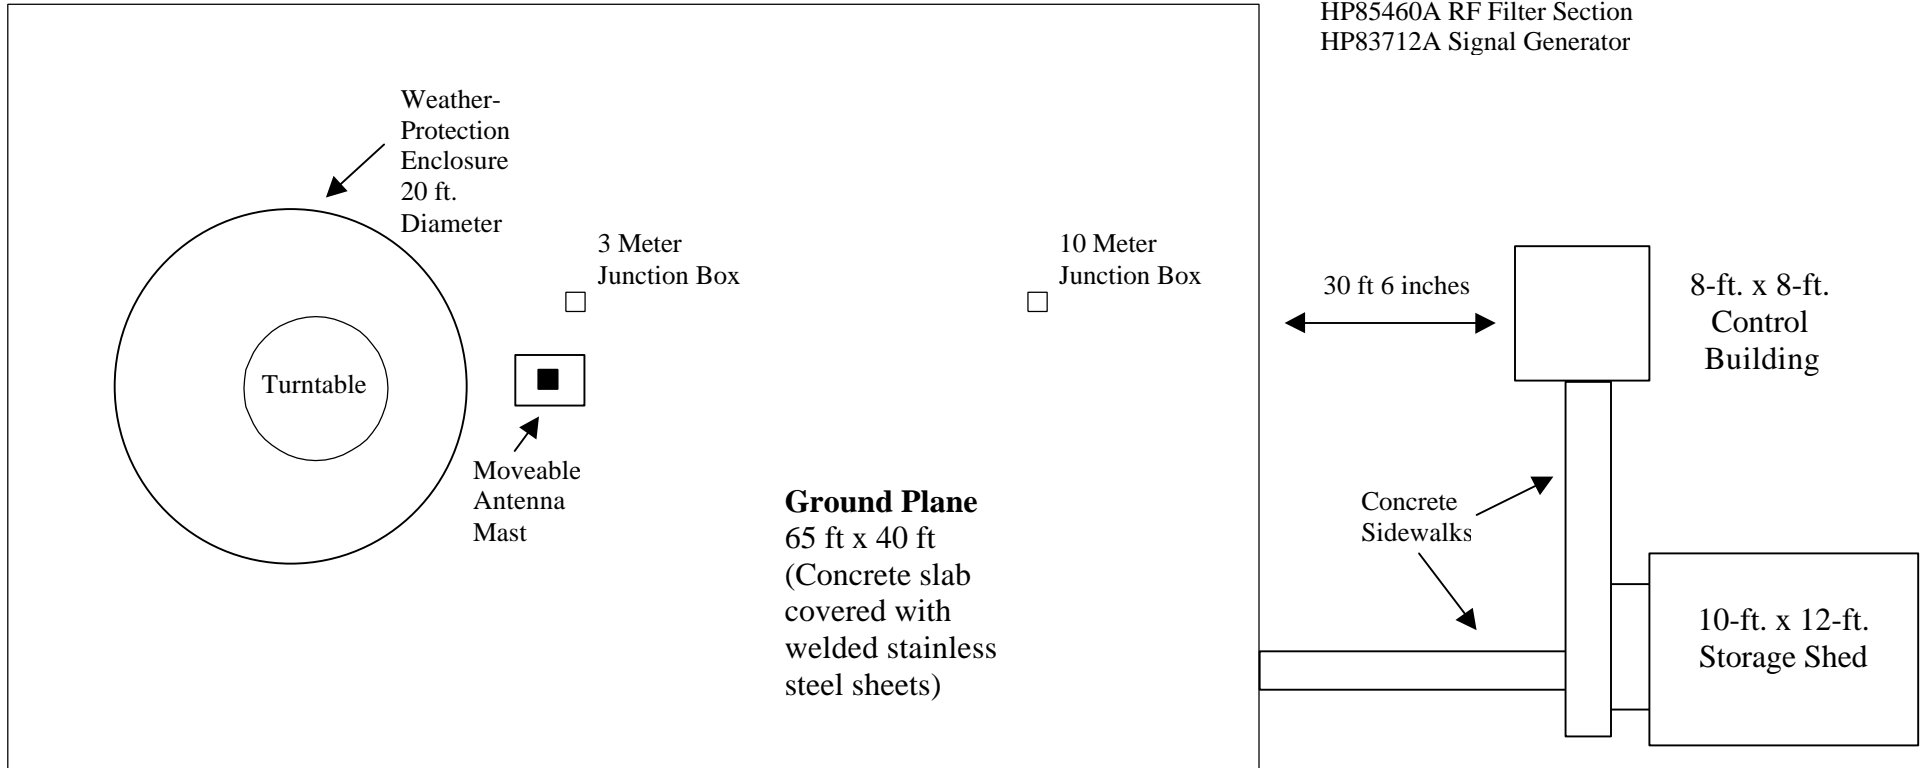 HP85460A RF Filter Section
HP83712A Signal Generator
Weather-
Protection
Enclosure
20 ft.
Diameter
3 Meter
Junction Box
10 Meter
Junction Box
30 ft 6 inches
8-ft. x 8-ft.
Control
Building
Turntable
Moveable
Antenna
Mast
Ground Plane
65 ft x 40 ft
(Concrete slab
covered with
welded stainless
steel sheets)
Concrete
Sidewalks
10-ft. x 12-ft.
Storage Shed